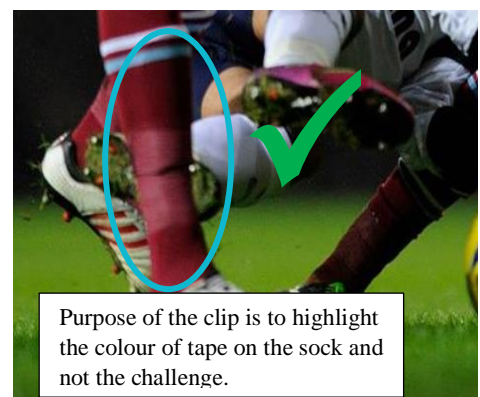 Purpose of the clip is to highlight
the colour of tape on the sock and
not the challenge.